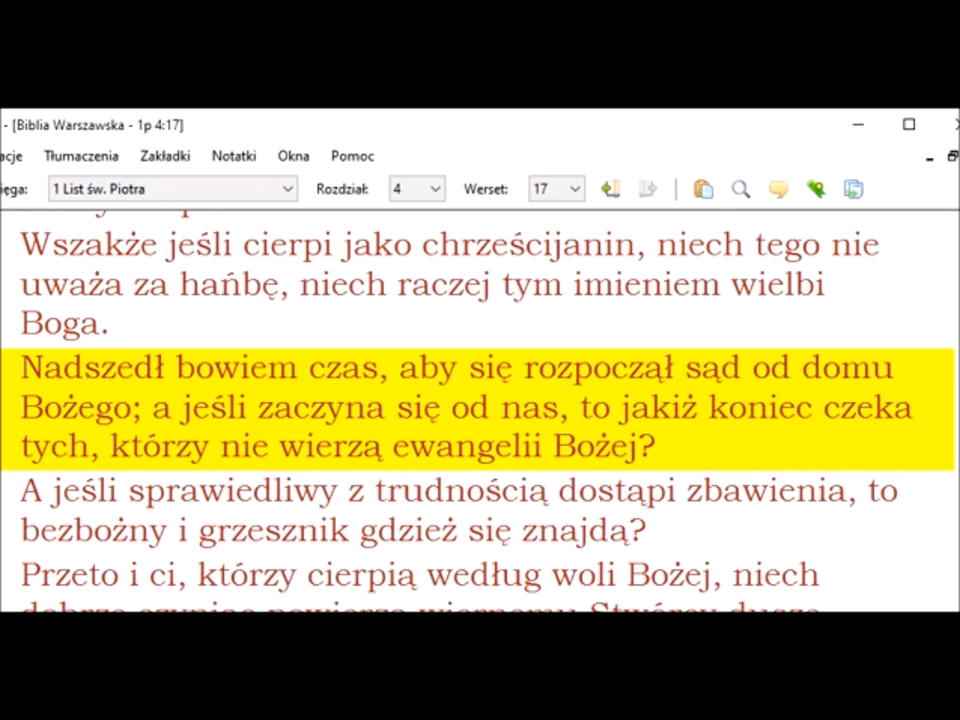 - [Biblia Warszawska - 1p 4:17]
acje Tłumaczenia Zakładki Notatki Okna Pomoc
ięga: 1 List św. Piotra Rozdział: 4 Werset: 17
Wszakże jeśli cierpi jako chrześcijanin, niech tego nie
uważa za hańbę, niech raczej tym imieniem wielbi
Boga.
Nadszedł bowiem czas, aby się rozpoczął sąd od domu
Bożego; a jeśli zaczyna się od nas, to jakiż koniec czeka
tych, którzy nie wierzą ewangelii Bożej?
A jeśli sprawiedliwy z trudnością dostąpi zbawienia, to
bezbożny i grzesznik gdzież się znajdą?
Przeto i ci, którzy cierpią według woli Bożej, niech